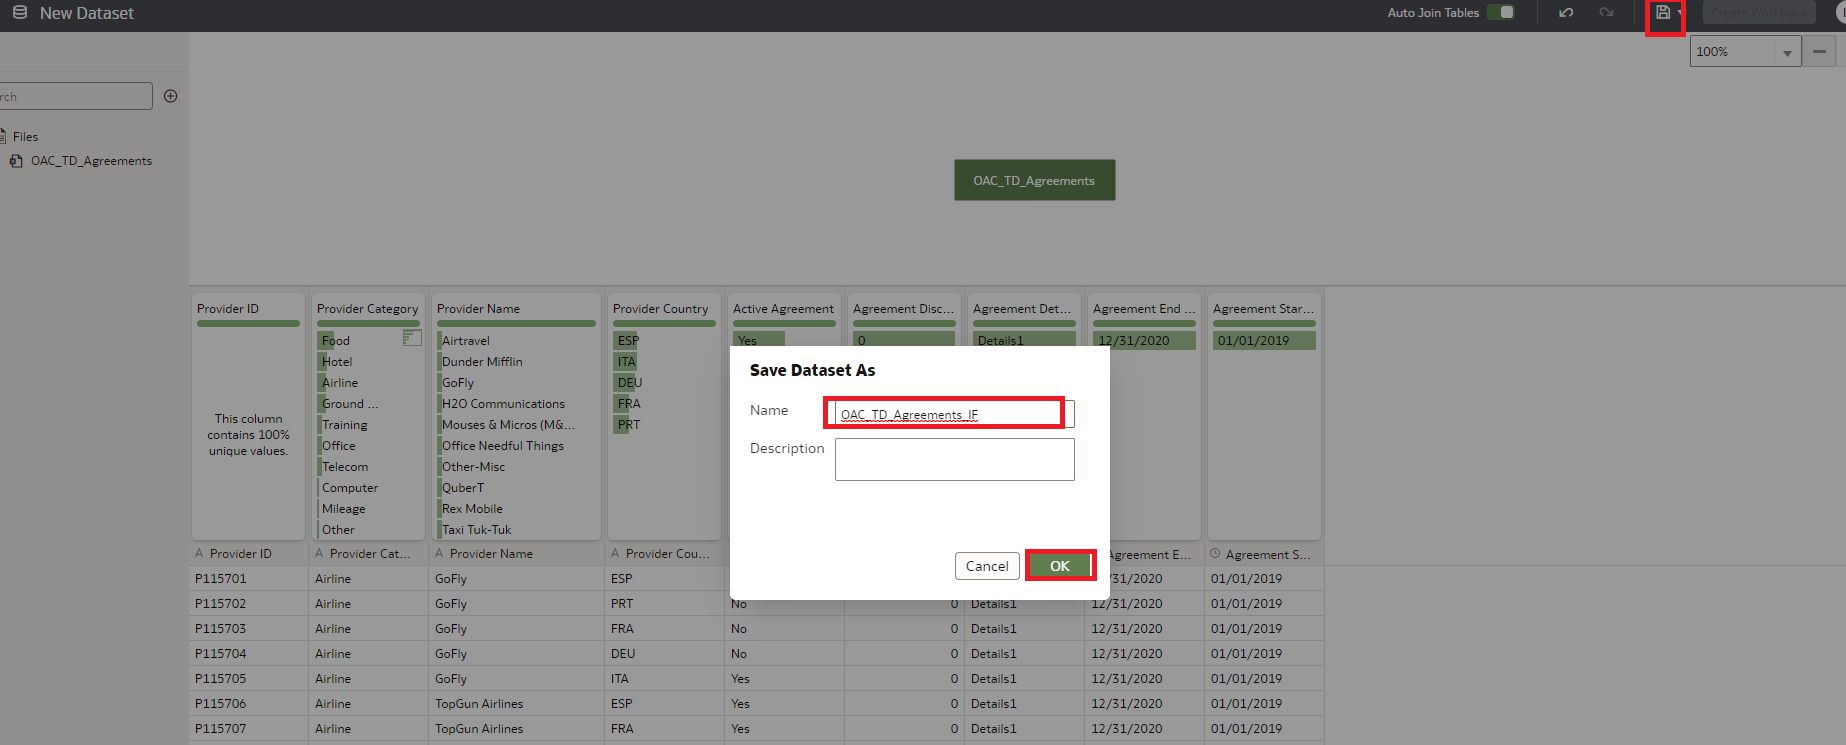 New Dataset
Auto Join Tables
Create Workbook
100%
rch
Files
OAC_TD_Agreements
OAC_TD_Agreements
Provider ID Provider Category Provider Name Provider Country Active Agreement Agreement Disc... Agreement Det... Agreement End ... Agreement Star...
Food Airtravel ESP Yes 0 Details1 12/31/2020 01/01/2019
Hotel Dunder Mifflin ITA
Airline GoFly DEU
Ground ... H2O Communications FRA
Training Mouses & Micros (M&... PRT
Office Office Needful Things
Telecom Other-Misc
Computer QuberT
Mileage Rex Mobile
Other Taxi Tuk-Tuk
This column
contains 100%
unique values.
Save Dataset As
Name OAC_TD_Agreements_IF
Description
Cancel OK
A Provider ID A Provider Cat... A Provider Name A Provider Cou... Agreement E... Agreement S...
P115701 Airline GoFly ESP 12/31/2020 01/01/2019
P115702 Airline GoFly PRT No 0 Details1 12/31/2020 01/01/2019
P115703 Airline GoFly FRA No 0 Details1 12/31/2020 01/01/2019
P115704 Airline GoFly DEU No 0 Details1 12/31/2020 01/01/2019
P115705 Airline GoFly ITA Yes 0 Details1 12/31/2020 01/01/2019
P115706 Airline TopGun Airlines ESP Yes 0 Details1 12/31/2020 01/01/2019
P115707 Airline TopGun Airlines FRA Yes 0 Details1 12/31/2020 01/01/2019